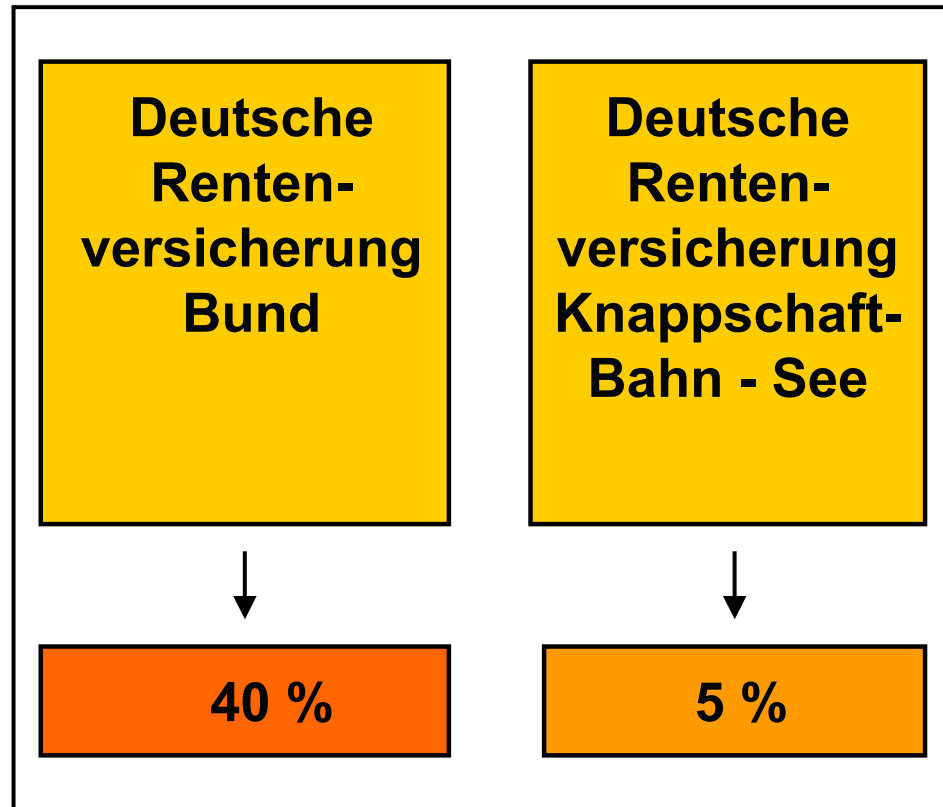 Deutsche
Renten-
versicherung
Bund
Deutsche
Renten-
versicherung
Knappschaft-
Bahn - See
40 %
5 %